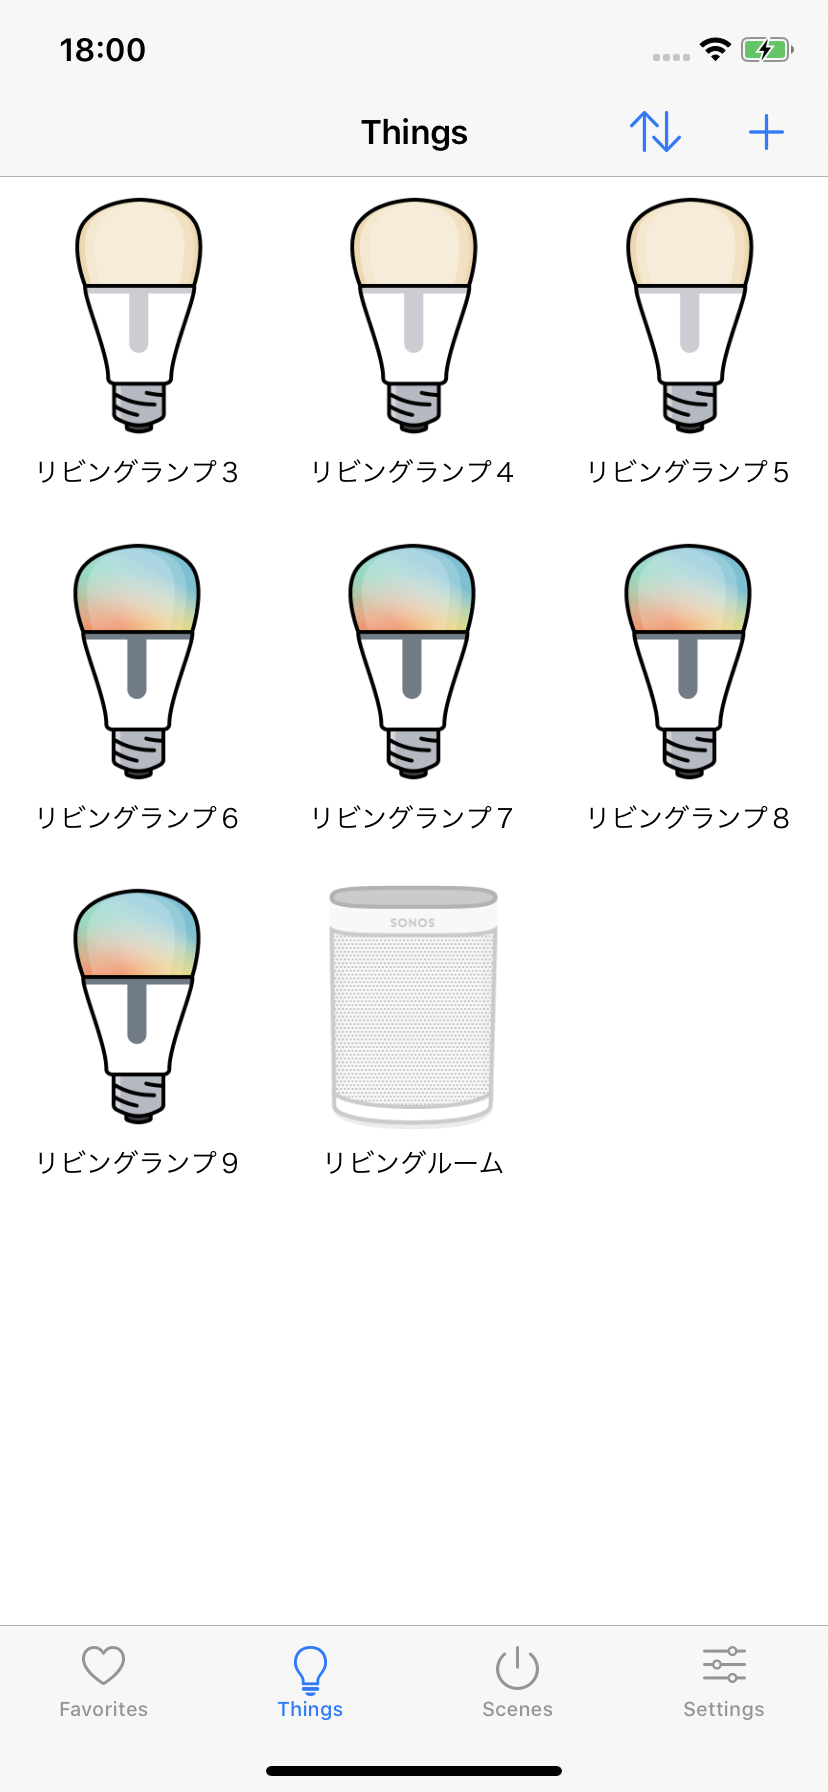 18:00
Things
リビングランプ3
リビングランプ4
リビングランプ5
リビングランプ6
リビングランプ7
リビングランプ8
SONOS
リビングランプ9
リビングルーム
Favorites
Things
Scenes
Settings